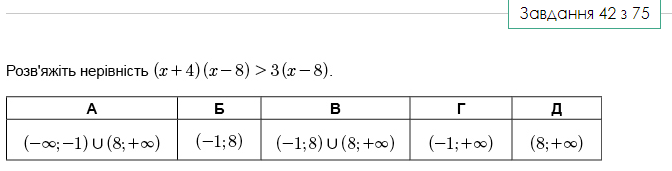 Завдання 42 з 75
Розв'яжіть нерівність (x+4)(x−8)>3(x−8).
А Б В Г Д
(−∞;−1)∪(8;+∞) (−1;8) (−1;8)∪(8;+∞) (−1;+∞) (8;+∞)